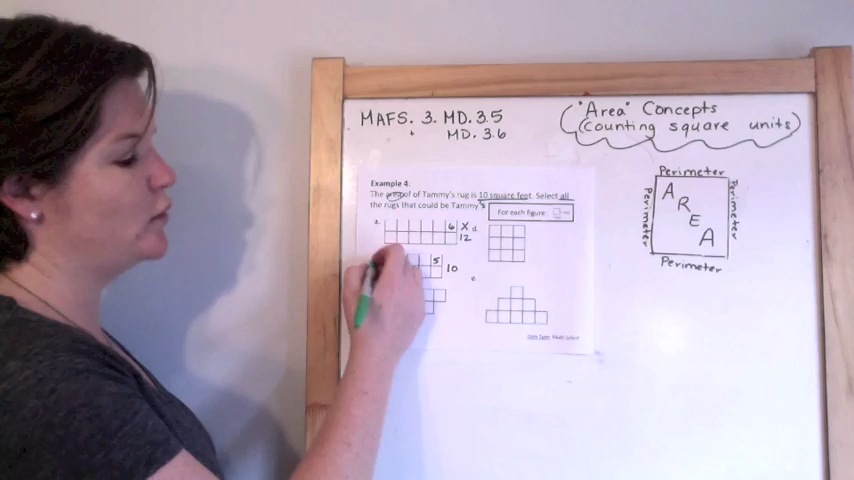 MAFS. 3. MD. 3.5
+ MD. 3.6
"Area" Concepts
(Counting square units)
Example 4:
The area of of Tammy's rug is 10 square feet. Select all
the rugs that could be Tammy's
For each figure:
a.
6 X
12
d.
5 10
e.
Perimeter
Perimeter
AREA
Perimeter
Perimeter